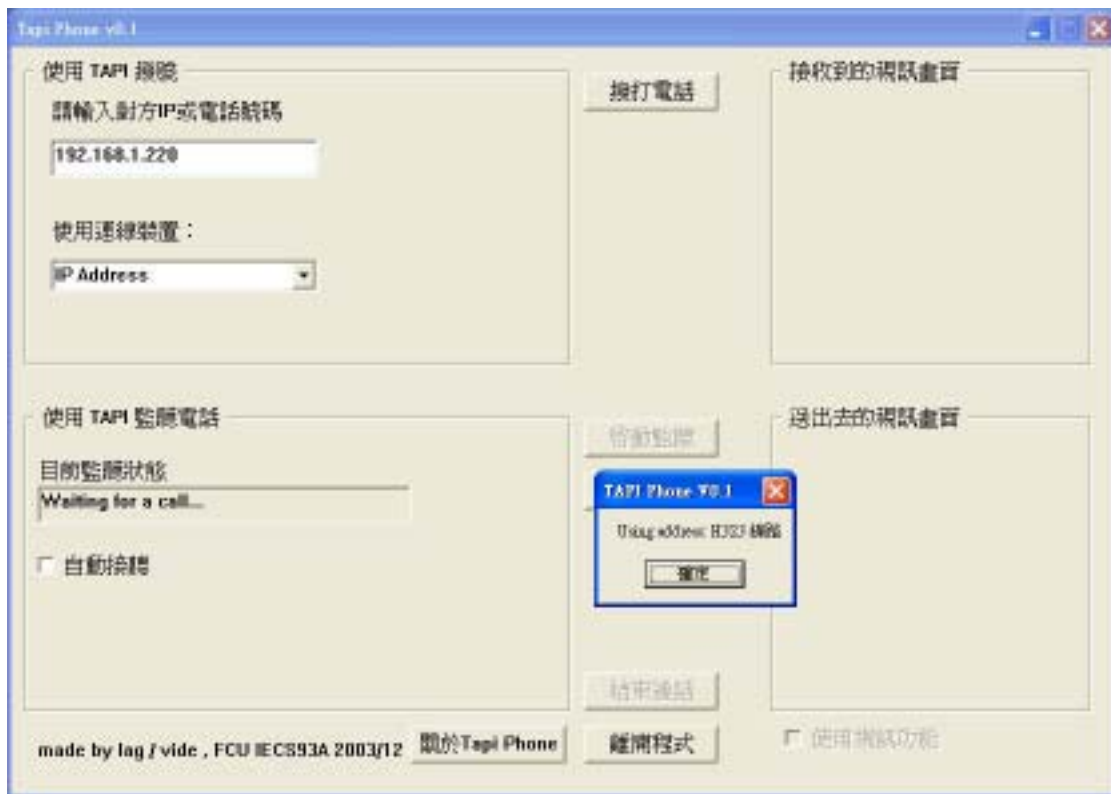 Tapi Phone v0.1
使用 TAPI 撥號
請輸入對方IP或電話號碼
192.168.1.220
使用連線裝置：
IP Address
撥打電話
接收到的視訊畫面
使用 TAPI 監聽電話
目前監聽狀態
Waiting for a call...
自動接聽
啓動監聽
送出去的視訊畫面
TAPI Phone V0.1
Using address: H323 線路
確定
結束通話
made by lag / vide , FCU IECS93A 2003/12
關於Tapi Phone
離開程式
使用視訊功能